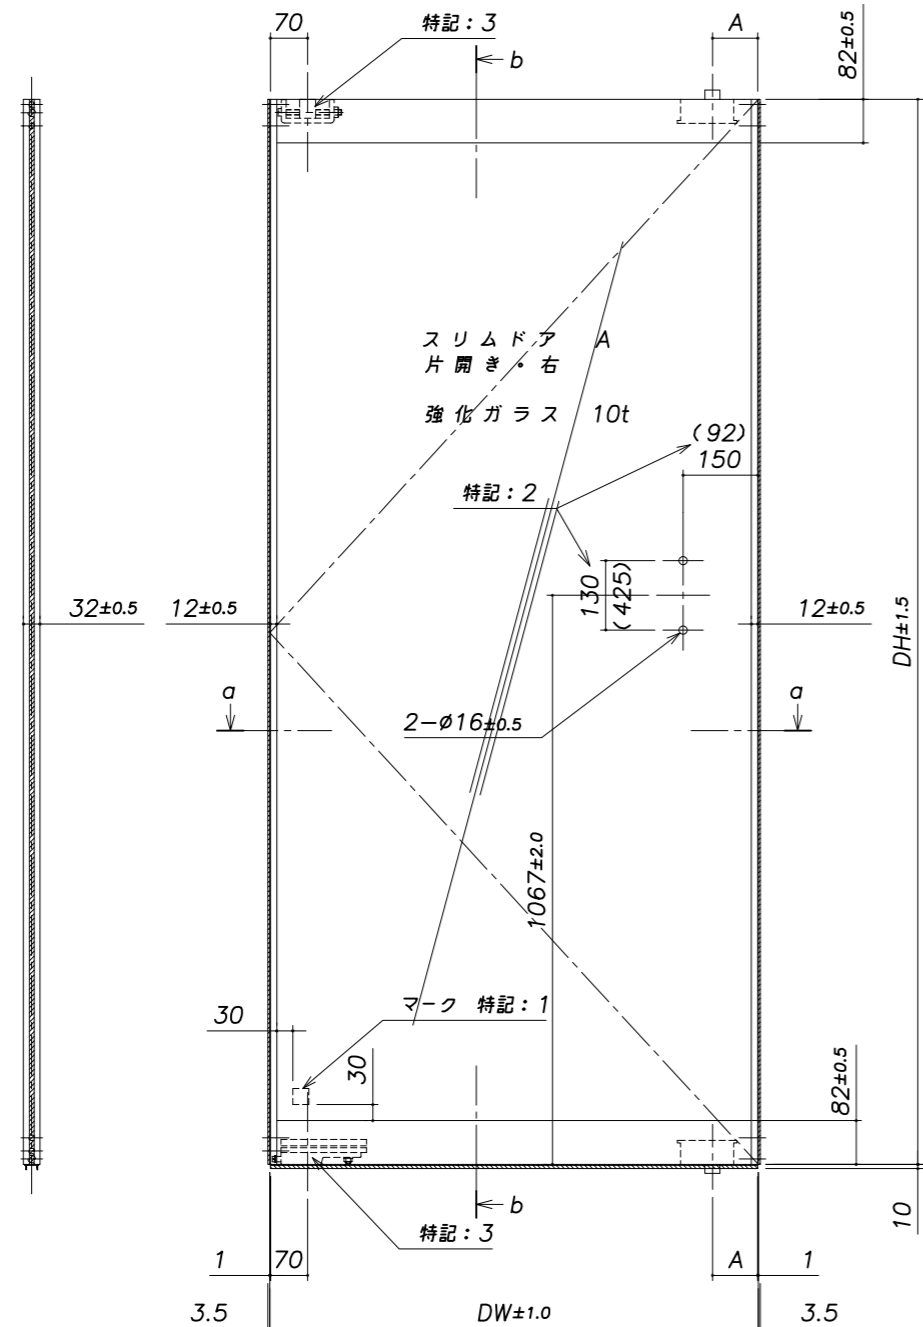 70
特記：3
A
82±0.5
b
スリムドア A
片開き・右
強化ガラス 10t
(92)
150
特記：2
130
(425)
32±0.5
12±0.5
12±0.5
DH±1.5
a
a
2-φ16±0.5
1067±2.0
マーク 特記：1
30
30
82±0.5
b
10
特記：3
1
70
A
1
3.5
DW±1.0
3.5